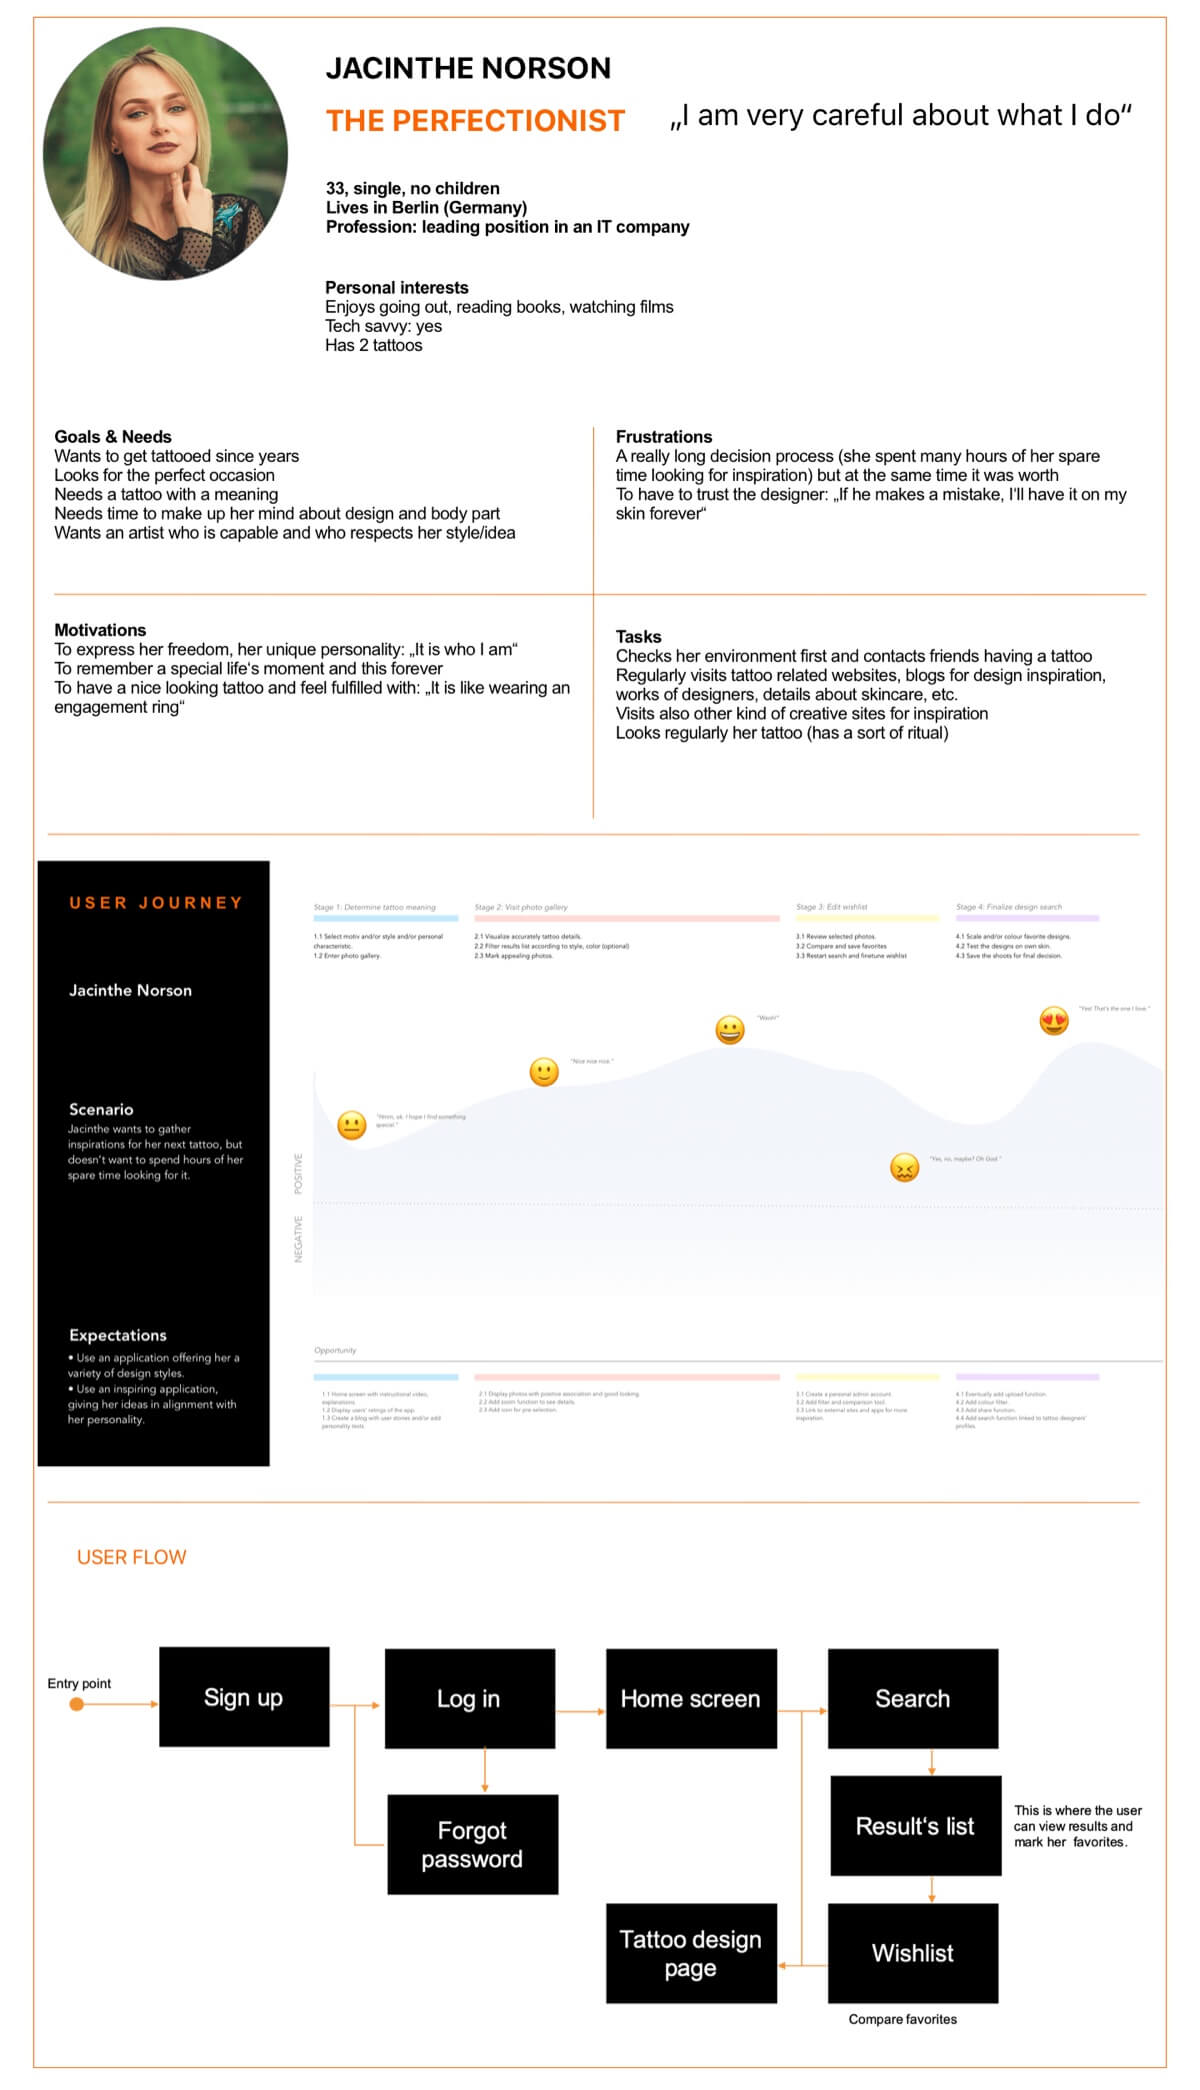 JACINTHE NORSON
THE PERFECTIONIST
„I am very careful about what I do“
33, single, no children
Lives in Berlin (Germany)
Profession: leading position in an IT company
Personal interests
Enjoys going out, reading books, watching films
Tech savvy: yes
Has 2 tattoos
Goals & Needs
Wants to get tattooed since years
Looks for the perfect occasion
Needs a tattoo with a meaning
Needs time to make up her mind about design and body part
Wants an artist who is capable and who respects her style/idea
Frustrations
A really long decision process (she spent many hours of her spare
time looking for inspiration) but at the same time it was worth
To have to trust the designer: „If he makes a mistake, I'll have it on my
skin forever“
Motivations
To express her freedom, her unique personality: „It is who I am“
To remember a special life‘s moment and this forever
To have a nice looking tattoo and feel fulfilled with: „It is like wearing an
engagement ring“
Tasks
Checks her environment first and contacts friends having a tattoo
Regularly visits tattoo related websites, blogs for design inspiration,
works of designers, details about skincare, etc.
Visits also other kind of creative sites for inspiration
Looks regularly her tattoo (has a sort of ritual)
USER JOURNEY
Jacinthe Norson
Scenario
Jacinthe wants to gather
inspirations for her next tattoo, but
doesn't want to spend hours of her
spare time looking for it.
Expectations
• Use an application offering her a
variety of design styles.
• Use an inspiring application,
giving her ideas in alignment with
her personality.
Stage 1: Determine tattoo meaning
1.1 Select motiv and/or style and/or personal
characteristic.
1.2 Enter photo gallery.
Stage 2: Visit photo gallery
2.1 Visualize accurately tattoo details.
2.2 Filter results list according to style, color (optional)
2.3 Mark appealing photos.
Stage 3: Edit wishlist
3.1 Review selected photos.
3.2 Compare and save favorites
3.3 Restart search and finetune wishlist
Stage 4: Finalize design search
4.1 Scale and/or colour favorite designs.
4.2 Test the designs on own skin.
4.3 Save the shoots for final decision.
"Hmm, ok. I hope I find something
special."
"Nice nice nice."
"Waoh!"
"Yes, no, maybe? Oh God."
"Yes! That's the one I love."
POSITIVE
NEGATIVE
Opportunity
1.1 Home screen with instructional video,
explanations
1.2 Display users' ratings of the app
1.3 Create a blog with user stories and/or add
personality tests
2.1 Display photos with positive association and good looking.
2.2 Add zoom function to see details.
2.3 Add icon for pre-selection.
3.1 Create a personal admin account.
3.2 Add filter and comparison tool.
3.3 Link to external sites and apps for more
inspiration.
4.1 Eventually add upload function.
4.2 Add colour filter.
4.3 Add share function.
4.4 Add search function linked to tattoo designers'
profiles.
USER FLOW
Entry point
Sign up
Log in
Home screen
Search
Forgot
password
Result‘s list
This is where the user
can view results and
mark her favorites.
Tattoo design
page
Wishlist
Compare favorites